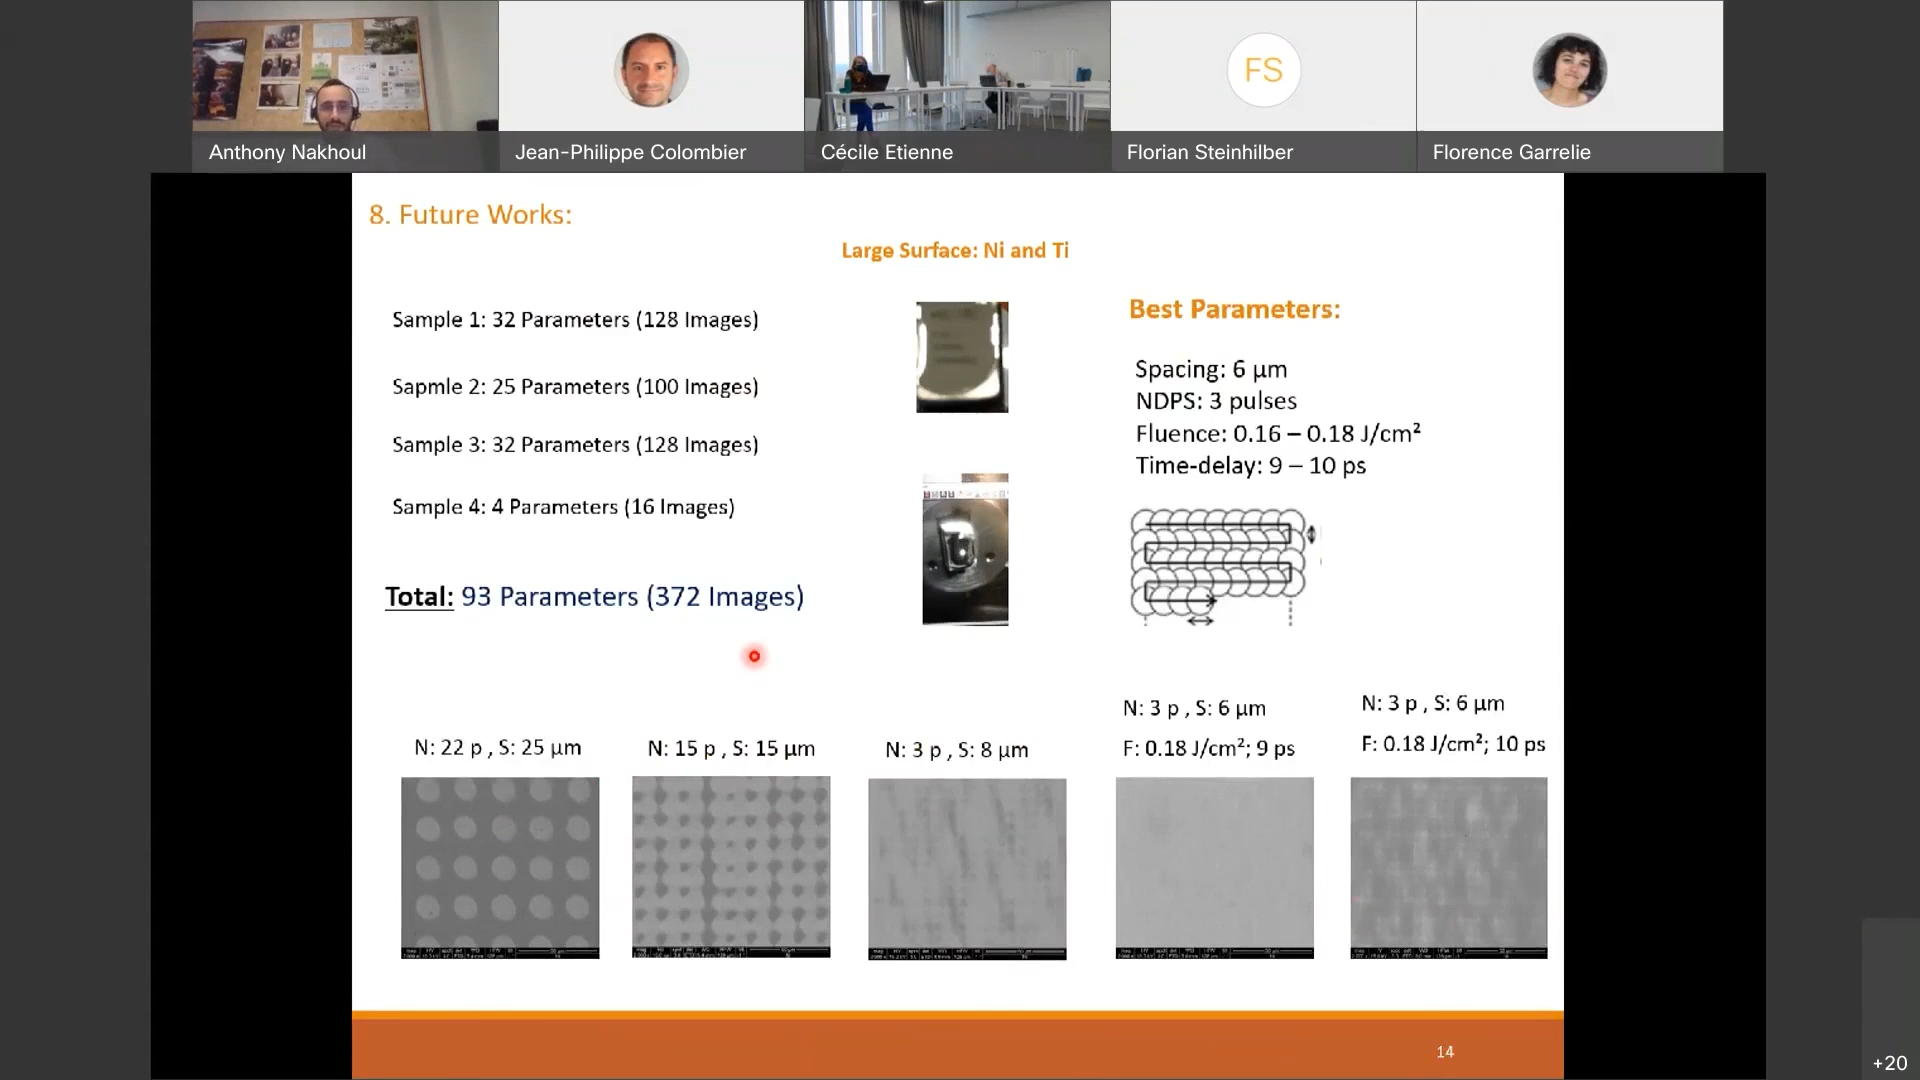 Anthony Nakhoul
Jean-Philippe Colombier
Cécile Etienne
FS
Florian Steinhilber
Florence Garrelie
8. Future Works:
Large Surface: Ni and Ti
Sample 1: 32 Parameters (128 Images)
Sapmle 2: 25 Parameters (100 Images)
Sample 3: 32 Parameters (128 Images)
Sample 4: 4 Parameters (16 Images)
Total: 93 Parameters (372 Images)
Best Parameters:
Spacing: 6 µm
NDPS: 3 pulses
Fluence: 0.16 – 0.18 J/cm²
Time-delay: 9 – 10 ps
N: 22 p , S: 25 µm
N: 15 p , S: 15 µm
N: 3 p , S: 8 µm
N: 3 p , S: 6 µm
F: 0.18 J/cm²; 9 ps
N: 3 p , S: 6 µm
F: 0.18 J/cm²; 10 ps
14
+20